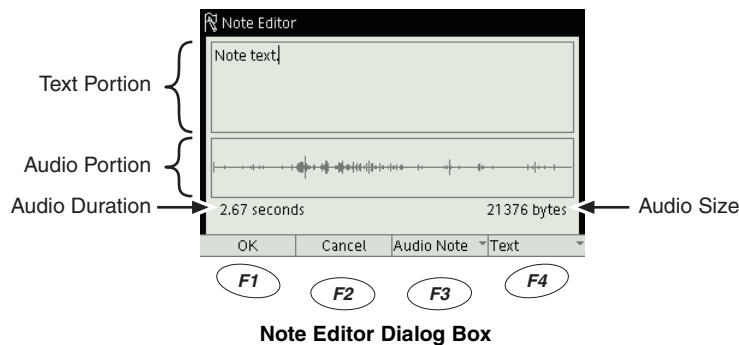 Note Editor
Text Portion
Note text.
Audio Portion
Audio Duration
2.67 seconds
21376 bytes
Audio Size
OK Cancel Audio Note Text
F1 F2 F3 F4
Note Editor Dialog Box